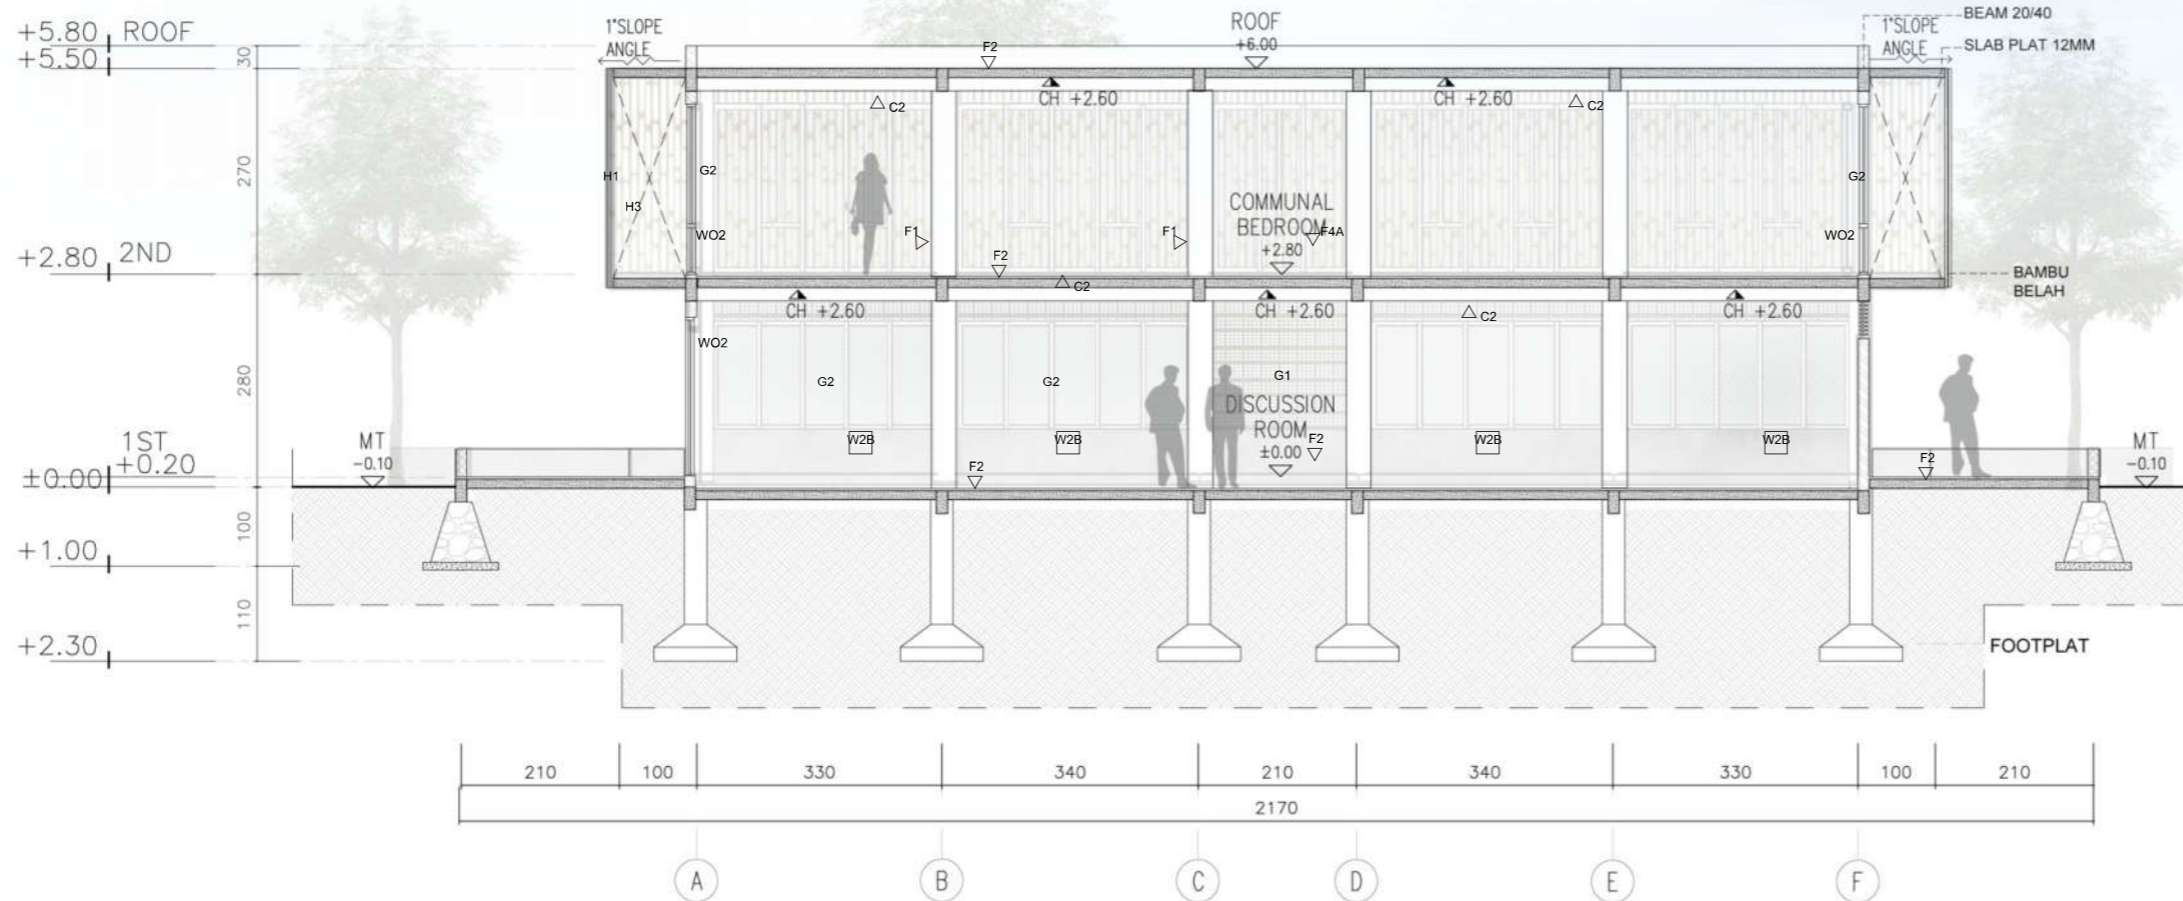 +5.80 ROOF
+5.50
30
1°SLOPE
ANGLE
F2
ROOF
+6.00
1°SLOPE
ANGLE
BEAM 20/40
SLAB PLAT 12MM
CH +2.60
C2
CH +2.60
C2
270
H1
H3
G2
G2
WO2
F1
F1
COMMUNAL
BEDROOM
F4A
+2.80
WO2
+2.80 2ND
F2
C2
BAMBU
BELAH
CH +2.60
CH +2.60
C2
CH +2.60
WO2
280
G2
G2
G1
DISCUSSION
ROOM
±0.00
F2
W2B
W2B
W2B
W2B
1ST
+0.20
±0.00
MT
-0.10
F2
F2
MT
-0.10
100
+1.00
110
+2.30
FOOTPLAT
210 100 330 340 210 340 330 100 210
2170
A B C D E F